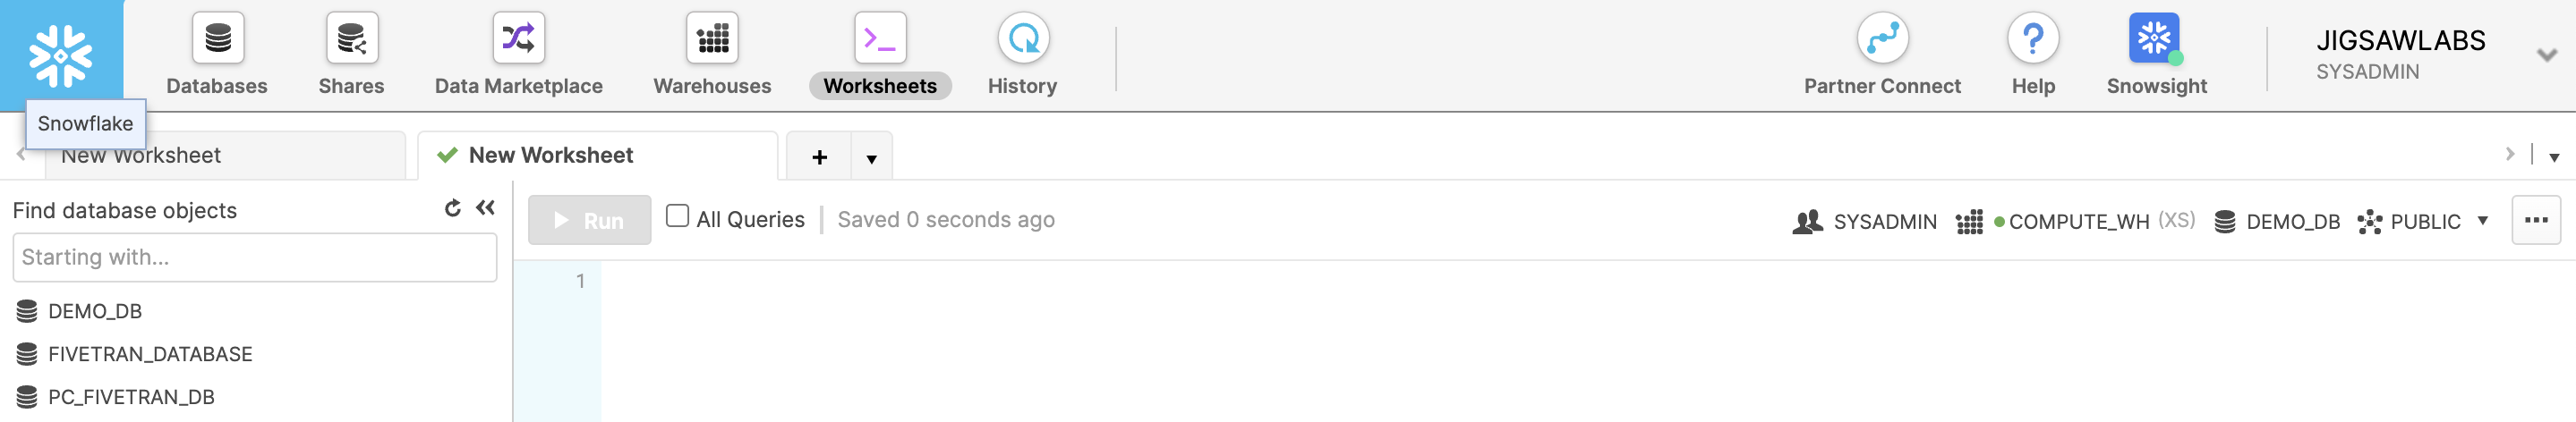 Databases Shares Data Marketplace Warehouses Worksheets History Partner Connect Help Snowsight
JIGSAWLABS
SYSADMIN
Snowflake
New Worksheet
New Worksheet
+
Find database objects
Starting with...
DEMO_DB
FIVETRAN_DATABASE
PC_FIVETRAN_DB
Run All Queries | Saved 0 seconds ago SYSADMIN COMPUTE_WH (XS) DEMO_DB PUBLIC ...
1